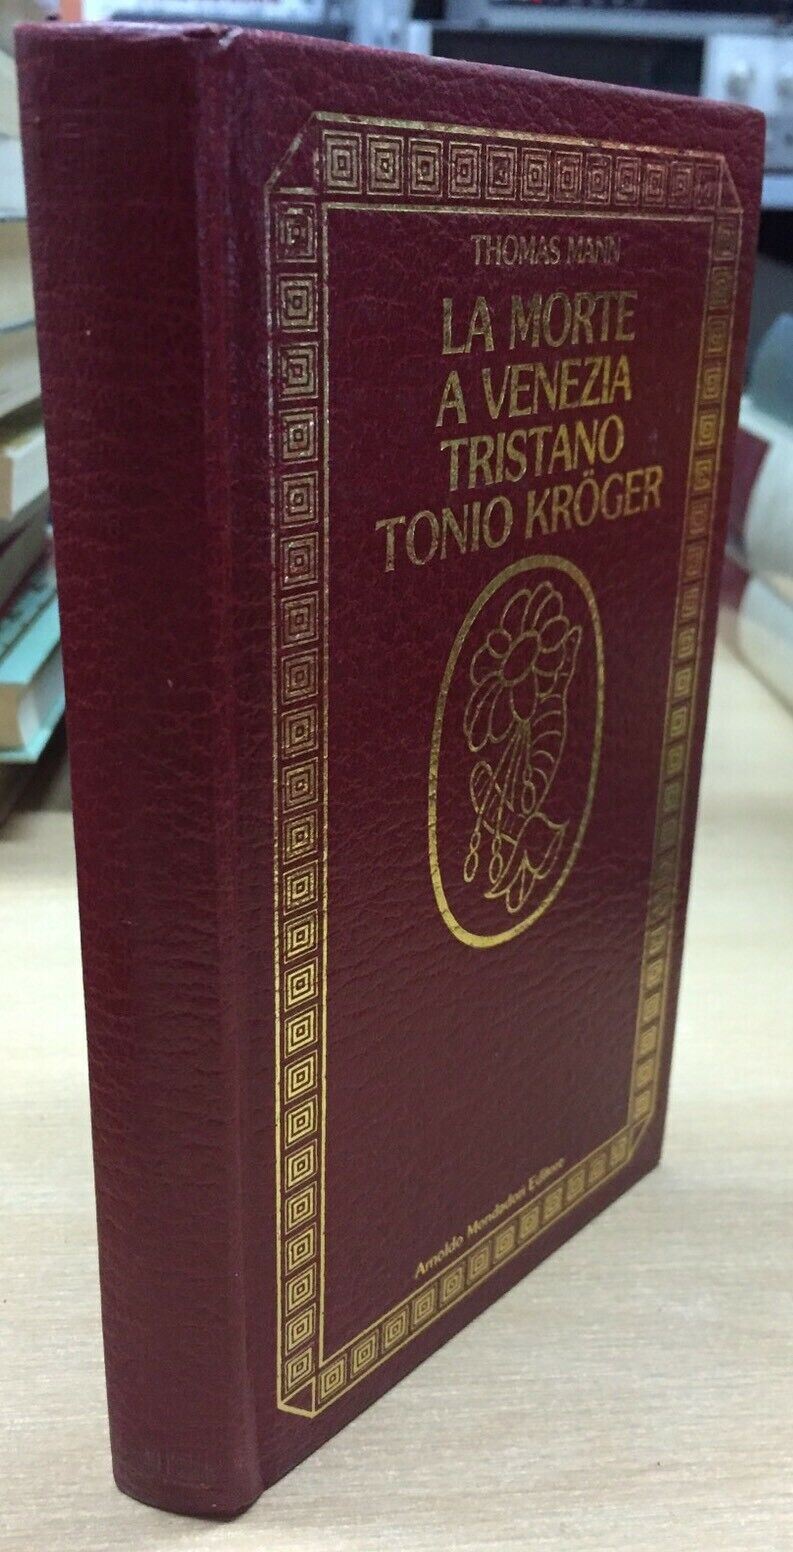 THOMAS MANN
LA MORTE
A VENEZIA
TRISTANO
TONIO KRÖGER
Arnoldo Mondadori Editore